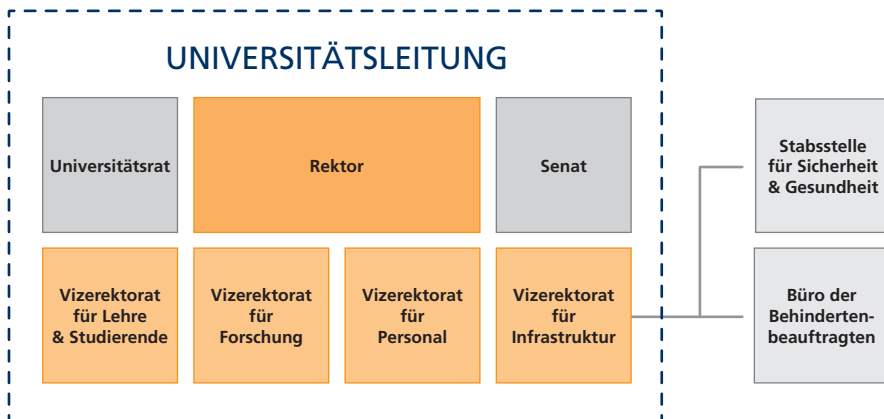 UNIVERSITÄTSLEITUNG
Universitätsrat
Rektor
Senat
Stabsstelle
für Sicherheit
& Gesundheit
Vizerektorat
für Lehre
& Studierende
Vizerektorat
für
Forschung
Vizerektorat
für
Personal
Vizerektorat
für
Infrastruktur
Büro der
Behinderten-
beauftragten